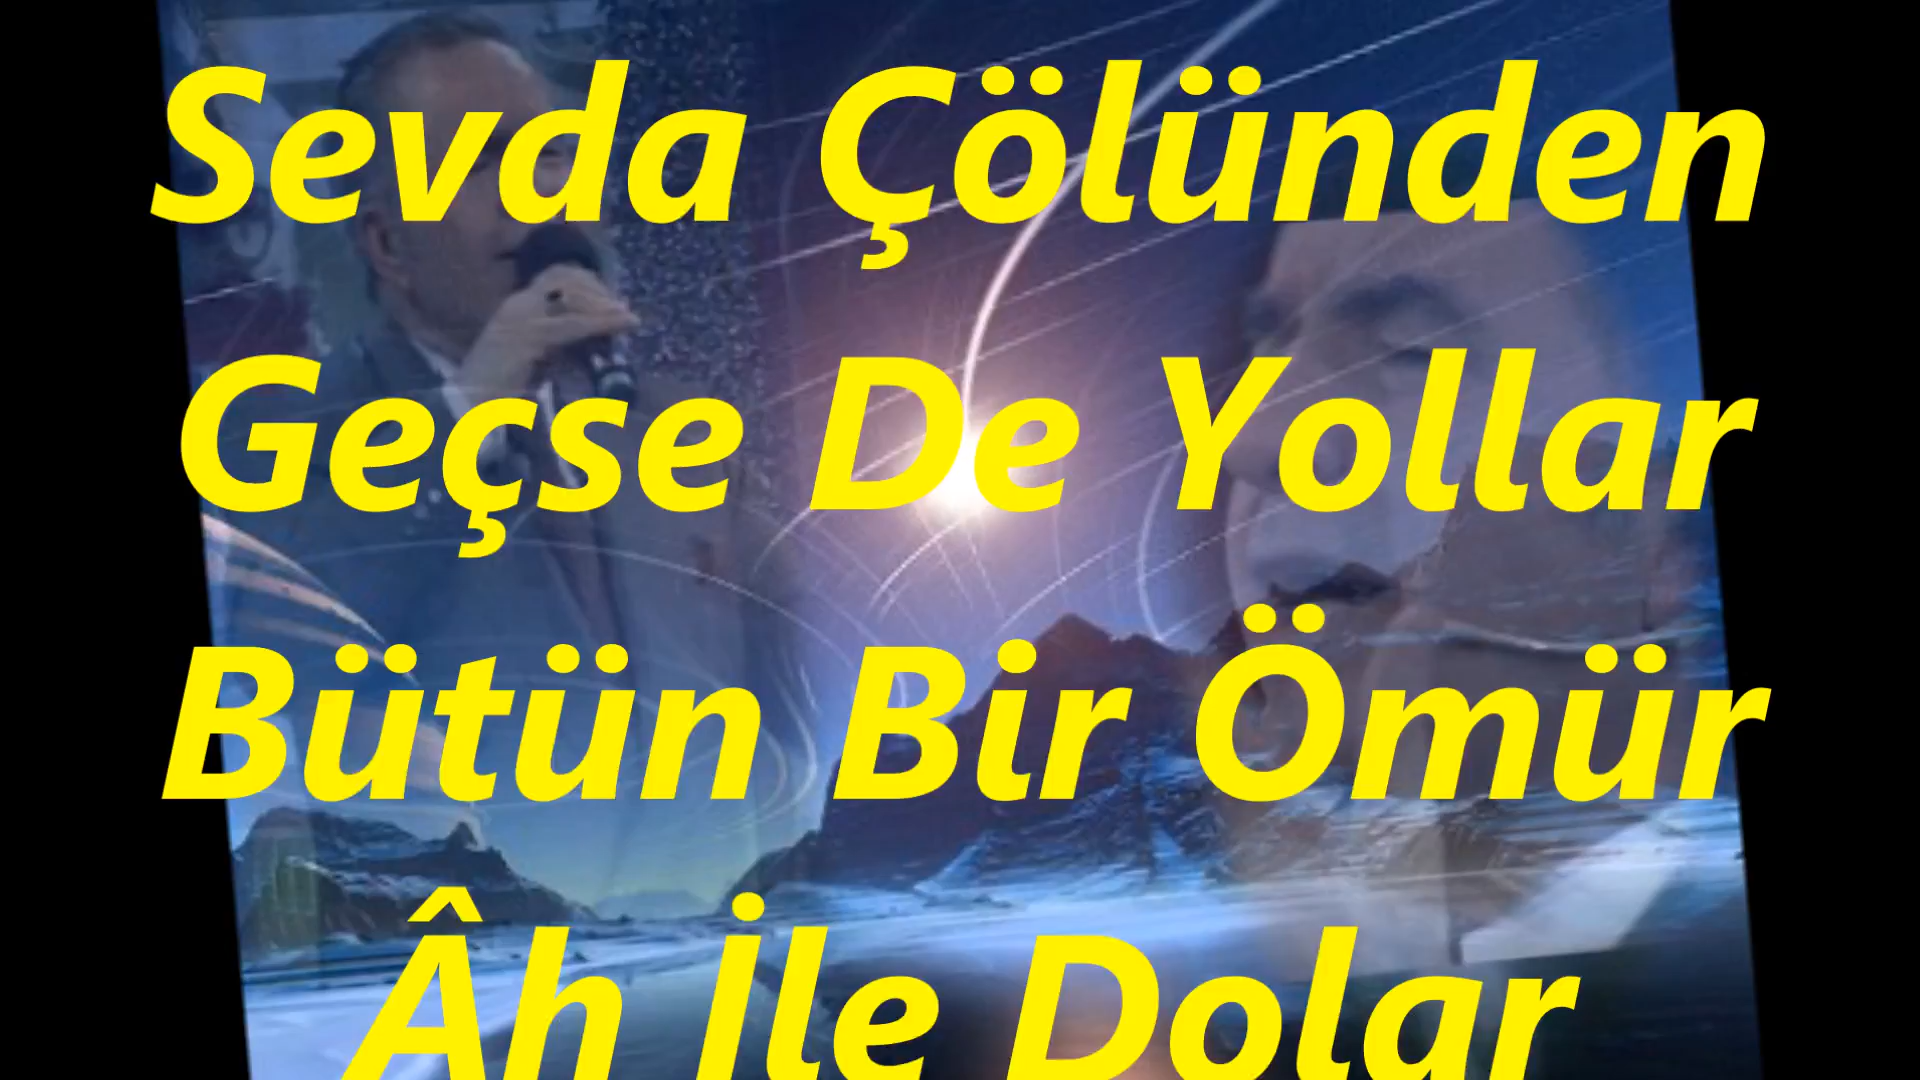 Sevda Çölünden
Geçse De Yollar
Bütün Bir Ömür
Âh İle Dolar